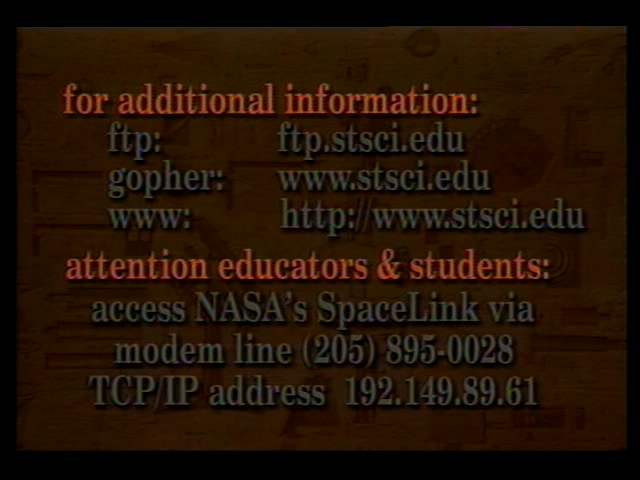 for additional information:
ftp: ftp.stsci.edu
gopher: www.stsci.edu
www: http://www.stsci.edu
attention educators & students:
access NASA's SpaceLink via
modem line (205) 895-0028
TCP/IP address 192.149.89.61